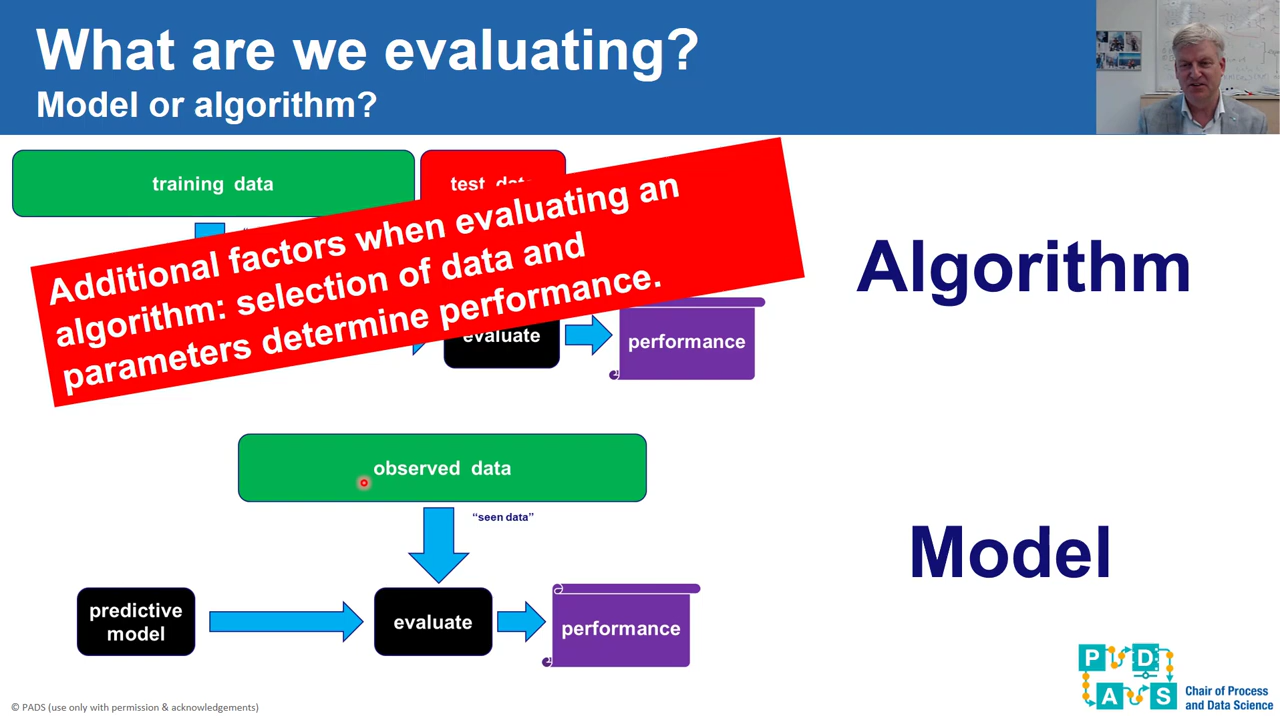 What are we evaluating?
Model or algorithm?
training data
test data
Additional factors when evaluating an
algorithm: selection of data and
parameters determine performance.
evaluate
performance
Algorithm
observed data
"seen data"
predictive
model
evaluate
performance
Model
P D
A S
Chair of Process
and Data Science
© PADS (use only with permission & acknowledgements)